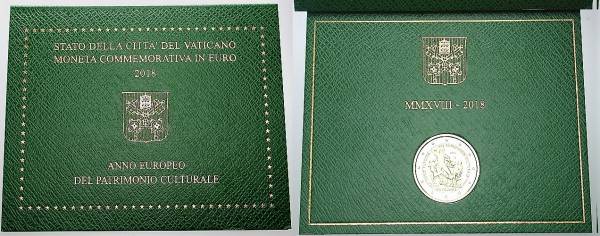 STATO DELLA CITTA' DEL VATICANO
MONETA COMMEMORATIVA IN EURO
2018
ANNO EUROPEO
DEL PATRIMONIO CULTURALE
MMXVIII - 2018